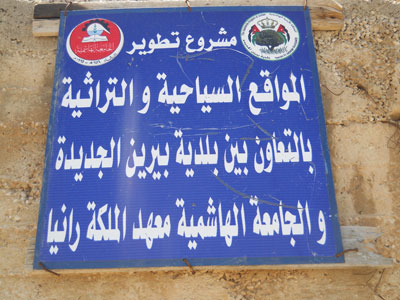 مشروع تطوير
المواقع السياحية و التراثية
بالتعاون بين بلدية بيرين الجديدة
و الجامعة الهاشمية معهد الملكة رانيا